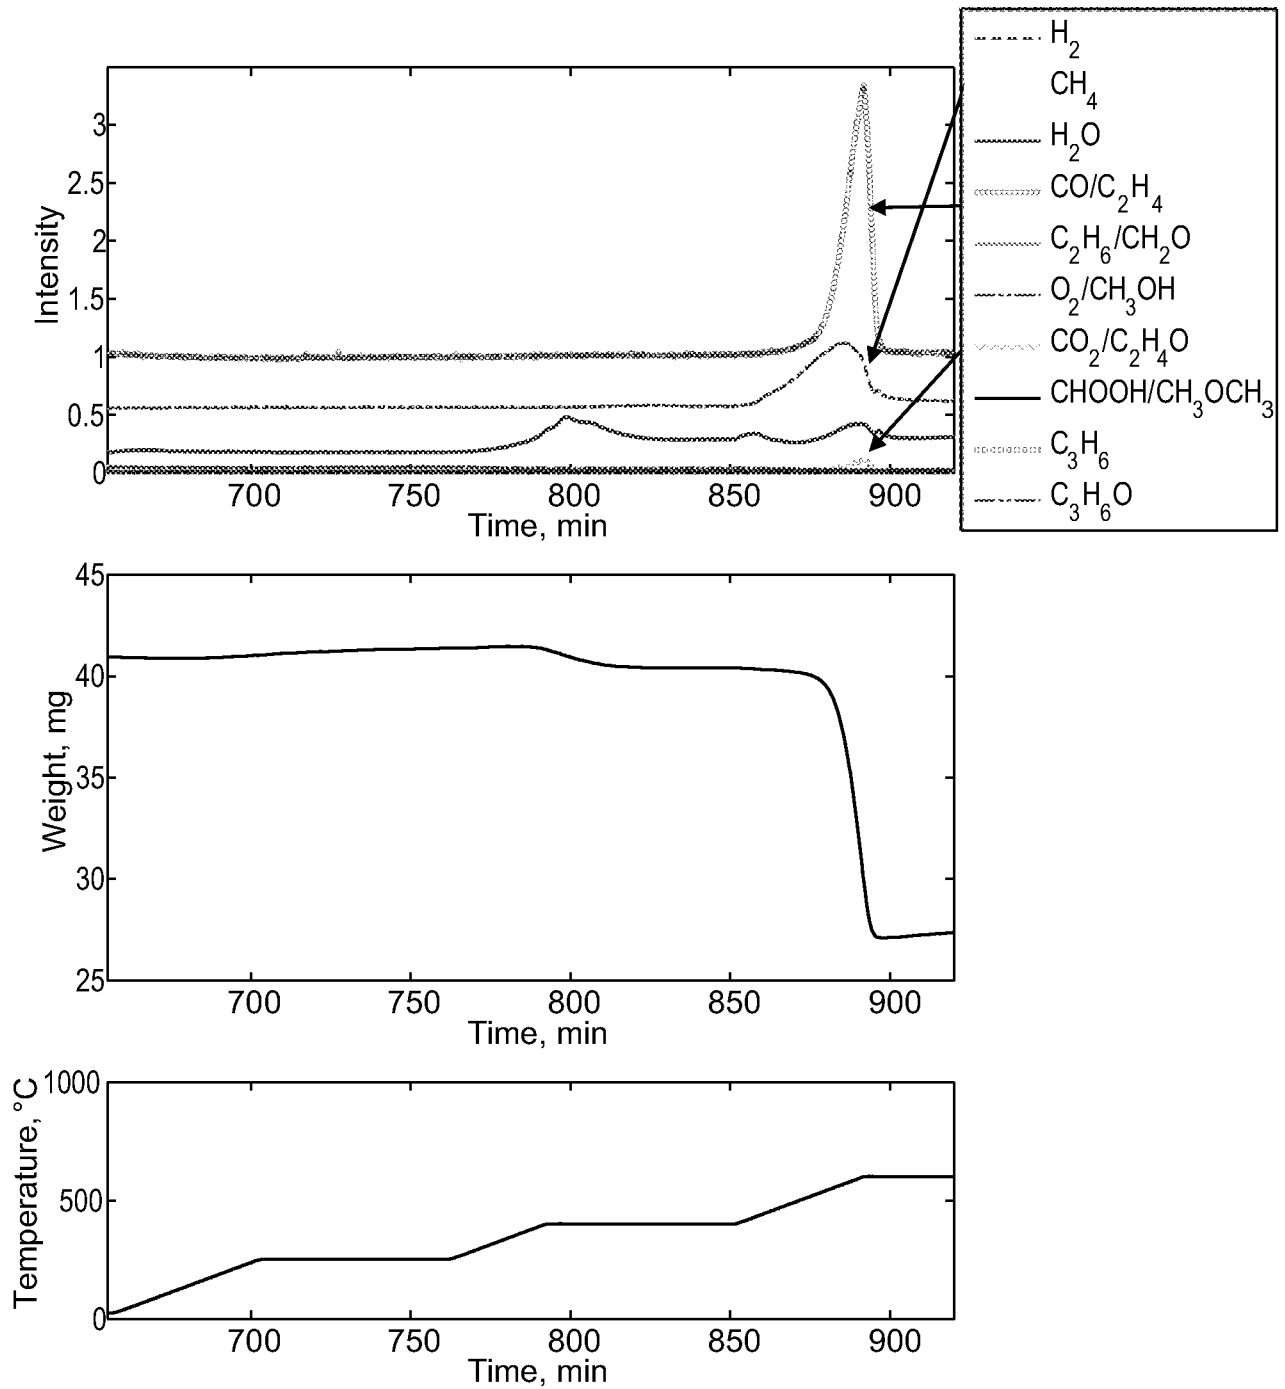 H2
CH4
H2O
CO/C2H4
C2H6/CH2O
O2/CH3OH
CO2/C2H4O
CHOOH/CH3OCH3
C3H6
C3H6O
Intensity
3
2.5
2
1.5
1
0.5
0
700 750 800 850 900
Time, min
Weight, mg
45
40
35
30
25
700 750 800 850 900
Time, min
Temperature, °C
1000
500
0
700 750 800 850 900
Time, min